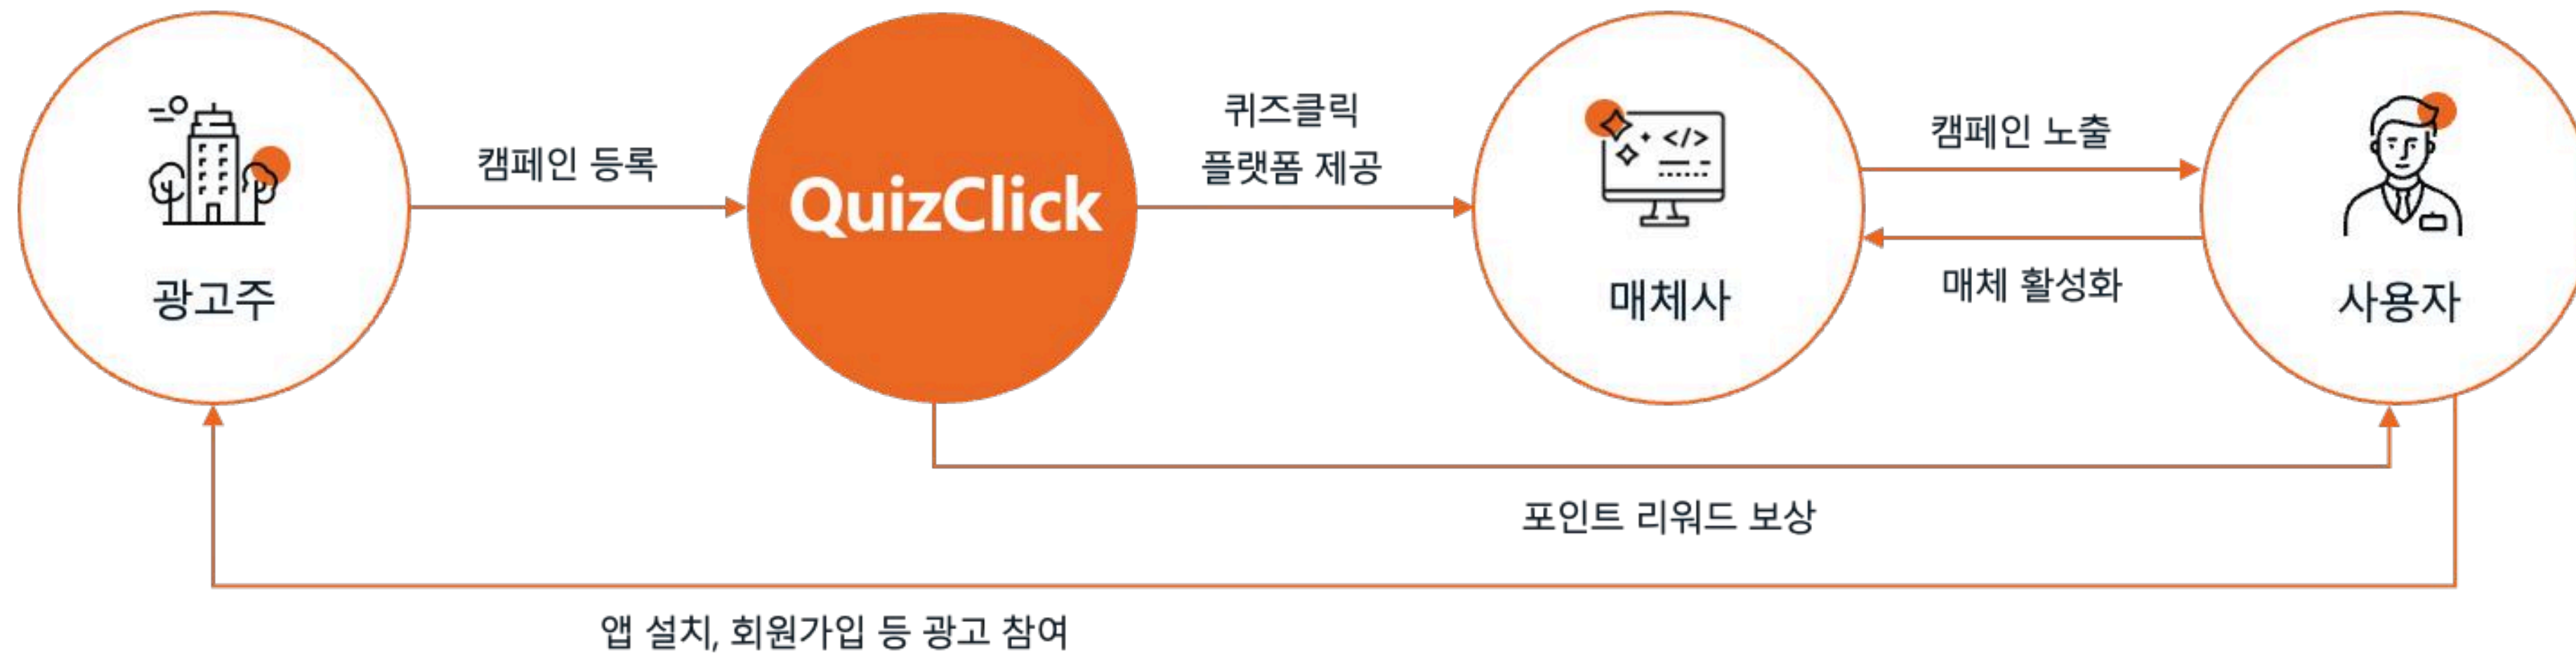 광고주
캠페인 등록
QuizClick
퀴즈클릭
플랫폼 제공
매체사
캠페인 노출
매체 활성화
사용자
포인트 리워드 보상
앱 설치, 회원가입 등 광고 참여